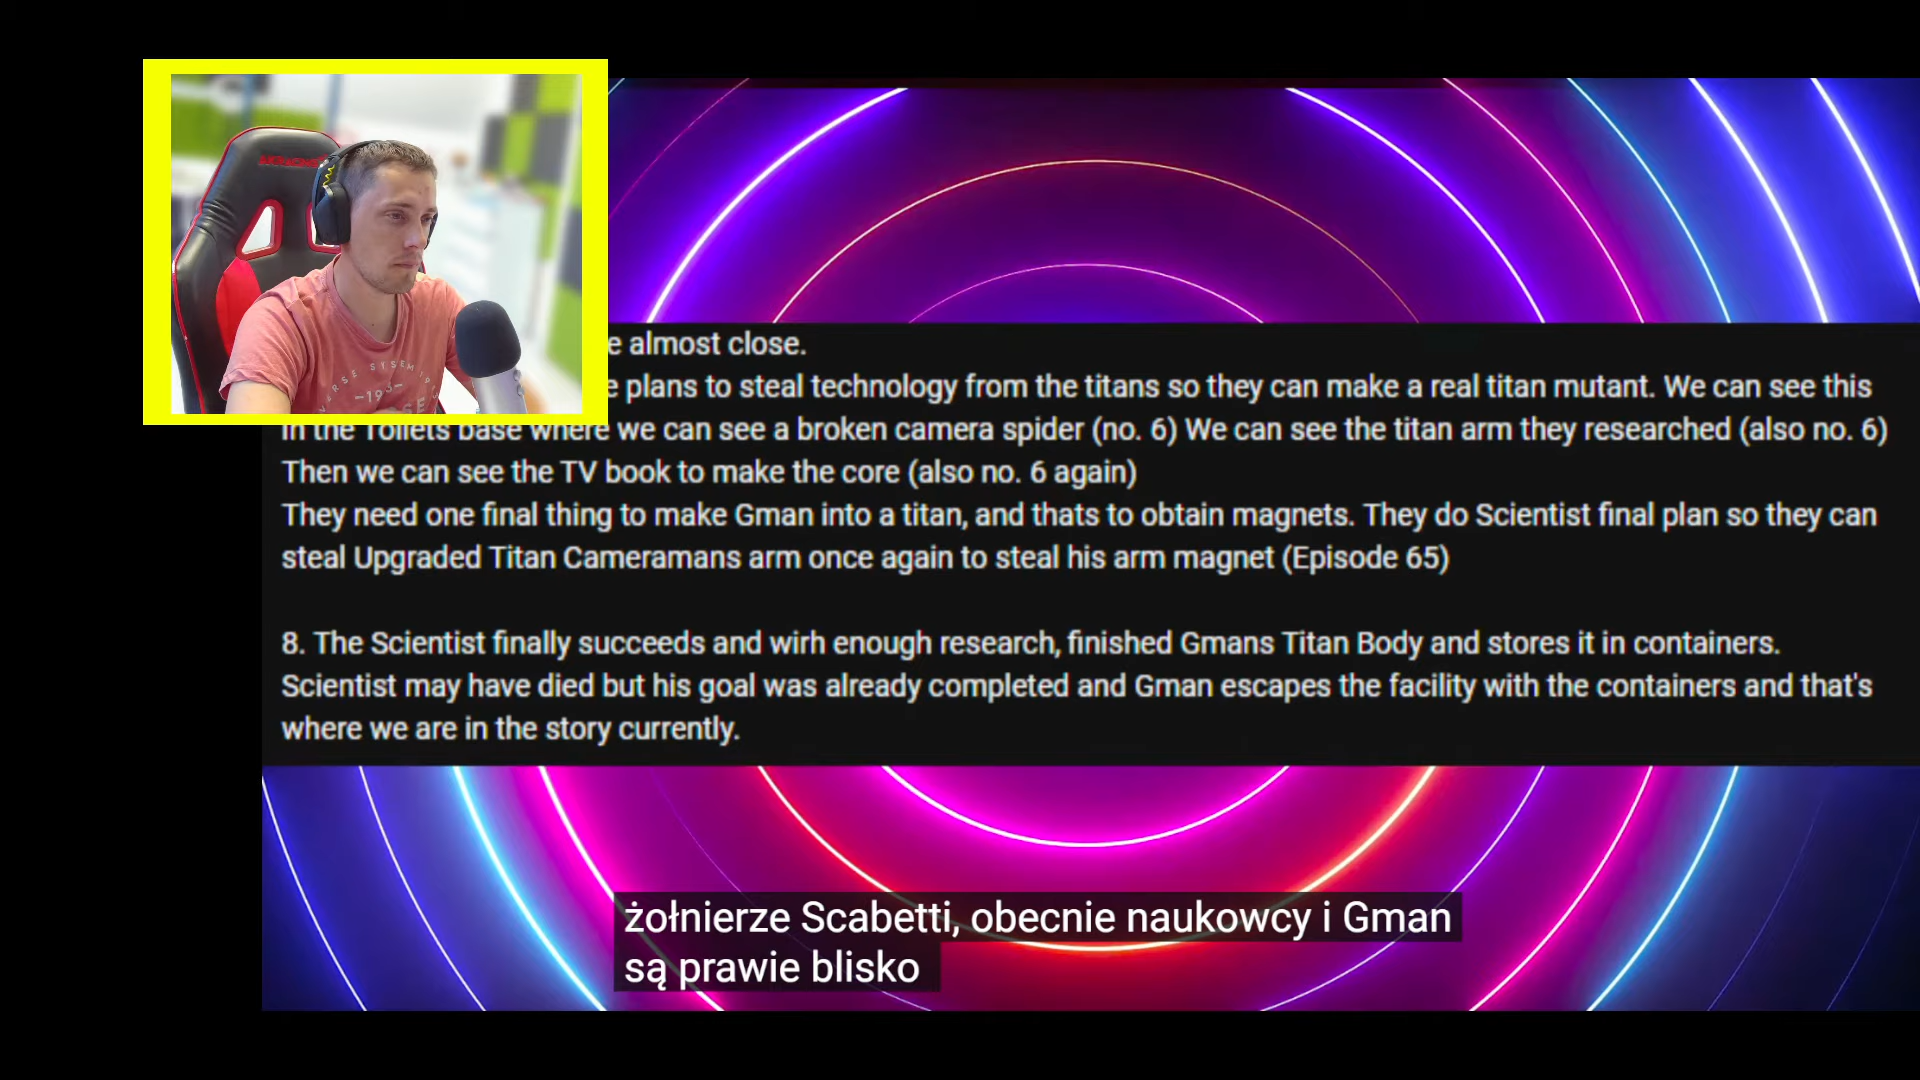 e almost close.
e plans to steal technology from the titans so they can make a real titan mutant. We can see this
in the Toilets base where we can see a broken camera spider (no. 6) We can see the titan arm they researched (also no. 6)
Then we can see the TV book to make the core (also no. 6 again)
They need one final thing to make Gman into a titan, and thats to obtain magnets. They do Scientist final plan so they can
steal Upgraded Titan Cameramans arm once again to steal his arm magnet (Episode 65)
8. The Scientist finally succeeds and wirh enough research, finished Gmans Titan Body and stores it in containers.
Scientist may have died but his goal was already completed and Gman escapes the facility with the containers and that's
where we are in the story currently.
żołnierze Scabetti, obecnie naukowcy i Gman
są prawie blisko